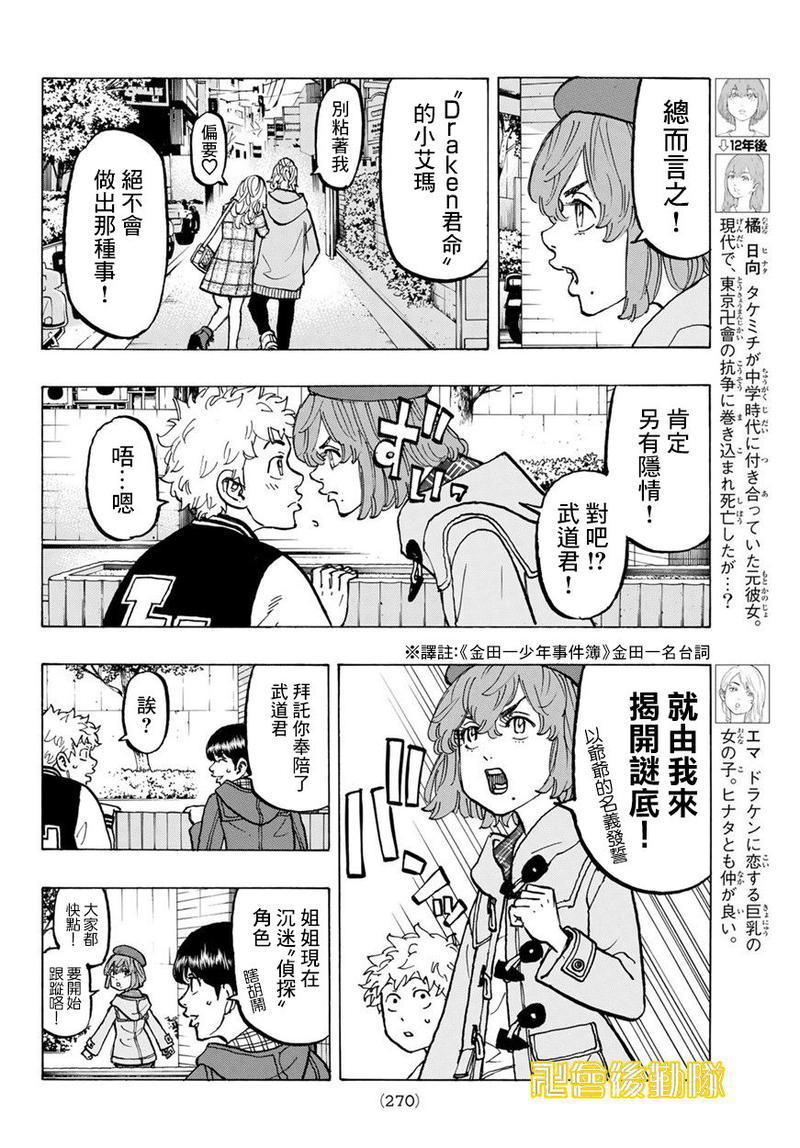 總而言之！
"Draken君命"
的小艾瑪
別粘著我
偏要♡
絕不會
做出那種事！
肯定
另有隱情！
對吧!?
武道君！
ずいっ
唔…嗯
※譯註：《金田一少年事件簿》金田一名台詞
就由我來
揭開謎底！
以爺爺的名義發誓
拜託你奉陪了
武道君
誒？
姐姐現在
沉迷"偵探"
角色
瞎胡鬧
大家都
快點！
要開始
跟蹤咯！
⇩12年後
橘 日向 タケミチが中学時代に付き合っていた元彼女。
現代で、東京卍會の抗争に巻き込まれ死亡したが…？
エマ ドラケンに恋する巨乳の
女の子。ヒナタとも仲が良い。
卍會後勤隊
(270)